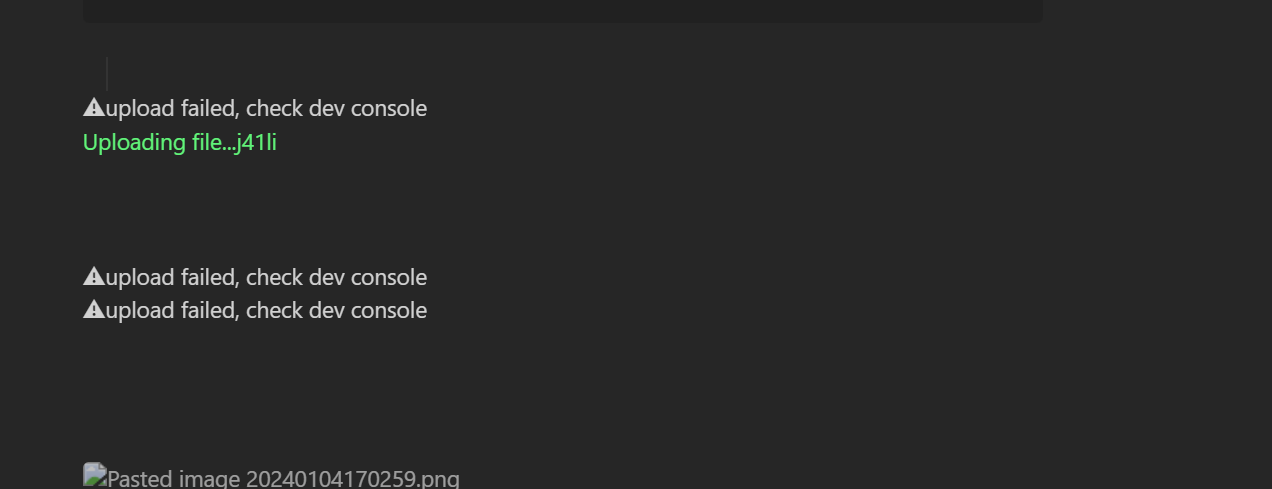 ⚠upload failed, check dev console
Uploading file...j41li
⚠upload failed, check dev console
⚠upload failed, check dev console
Pasted image 20240104170259.png